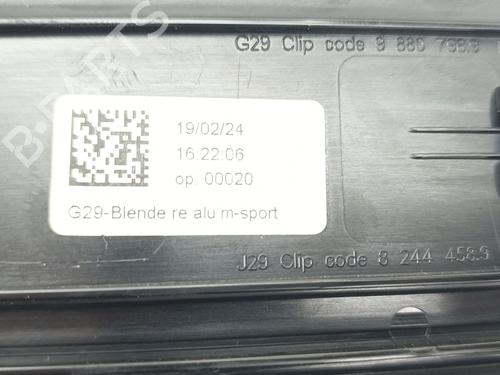 G29 Clip code 9 880 798.9
19/02/24
16:22:06
op. 00020
G29-Blende re alu m-sport
J29 Clip code 8 244 458.9
B-PARTS